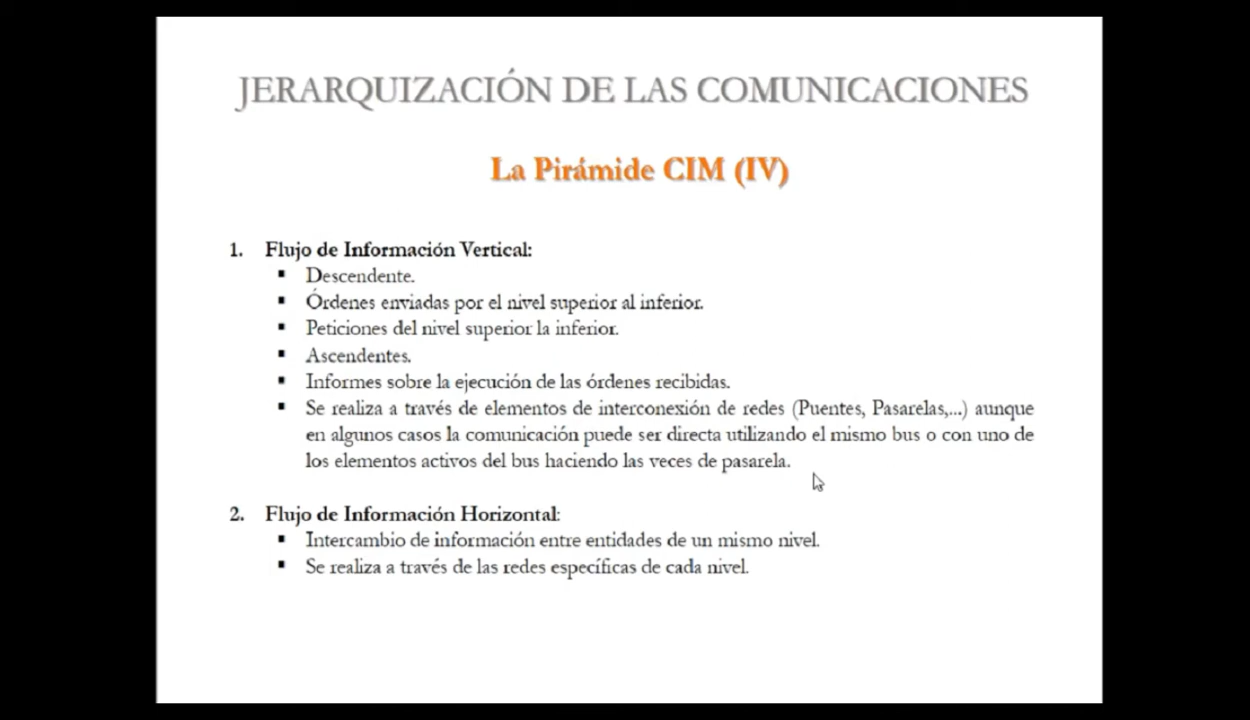 JERARQUIZACIÓN DE LAS COMUNICACIONES
La Pirámide CIM (IV)
1. Flujo de Información Vertical:
▪ Descendente.
▪ Órdenes enviadas por el nivel superior al inferior.
▪ Peticiones del nivel superior la inferior.
▪ Ascendentes.
▪ Informes sobre la ejecución de las órdenes recibidas.
▪ Se realiza a través de elementos de interconexión de redes (Puentes, Pasarelas,...) aunque
en algunos casos la comunicación puede ser directa utilizando el mismo bus o con uno de
los elementos activos del bus haciendo las veces de pasarela.
2. Flujo de Información Horizontal:
▪ Intercambio de información entre entidades de un mismo nivel.
▪ Se realiza a través de las redes específicas de cada nivel.